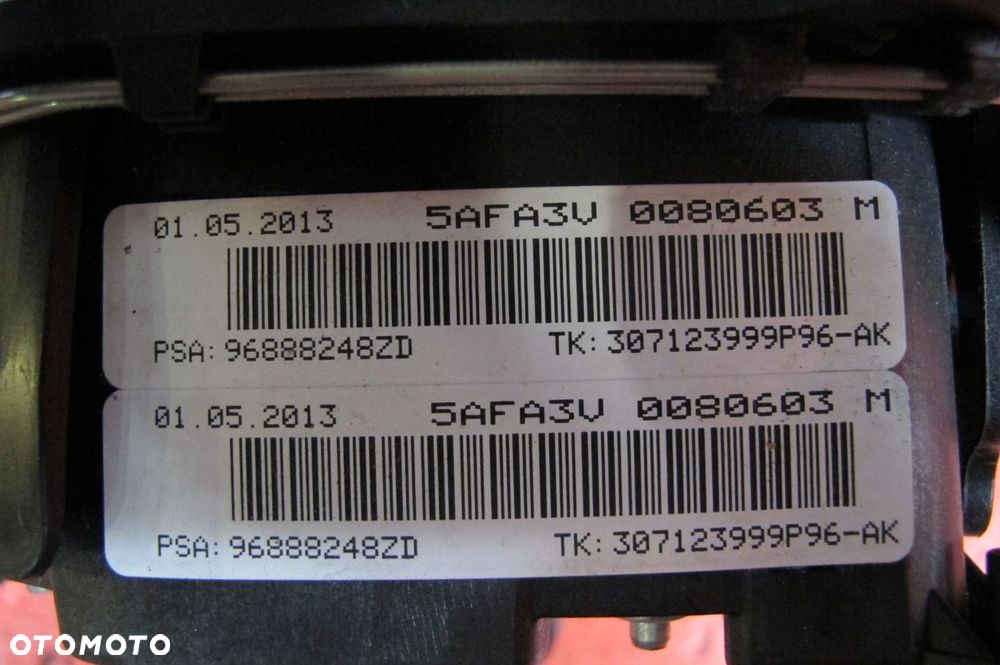 01.05.2013 5AFA3V 0080603 M
PSA: 96888248ZD TK: 307123999P96-AK
01.05.2013 5AFA3V 0080603 M
PSA: 96888248ZD TK: 307123999P96-AK
OTOMOTO